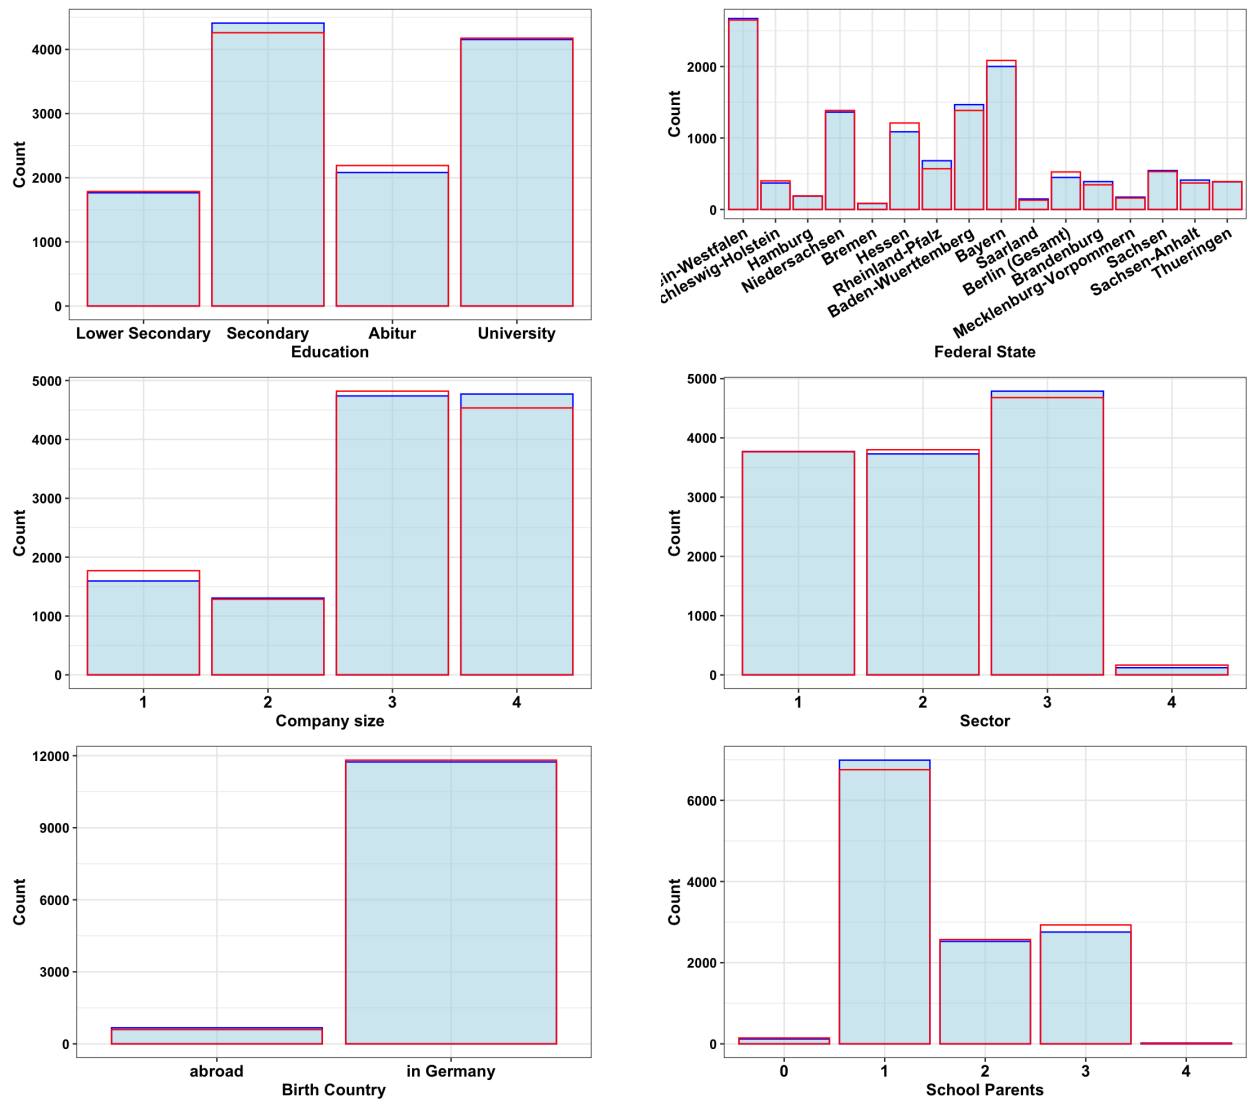 Count
4000
3000
2000
1000
0
Lower Secondary Secondary Abitur University
Education
Count
2000
1000
0
ein-Westfalen
chleswig-Holstein
Hamburg
Niedersachsen
Bremen
Hessen
Rheinland-Pfalz
Baden-Wuerttemberg
Bayern
Saarland
Berlin (Gesamt)
Brandenburg
Mecklenburg-Vorpommern
Sachsen
Sachsen-Anhalt
Thueringen
Federal State
Count
5000
4000
3000
2000
1000
0
1 2 3 4
Company size
Count
5000
4000
3000
2000
1000
0
1 2 3 4
Sector
Count
12000
9000
6000
3000
0
abroad in Germany
Birth Country
Count
6000
4000
2000
0
0 1 2 3 4
School Parents